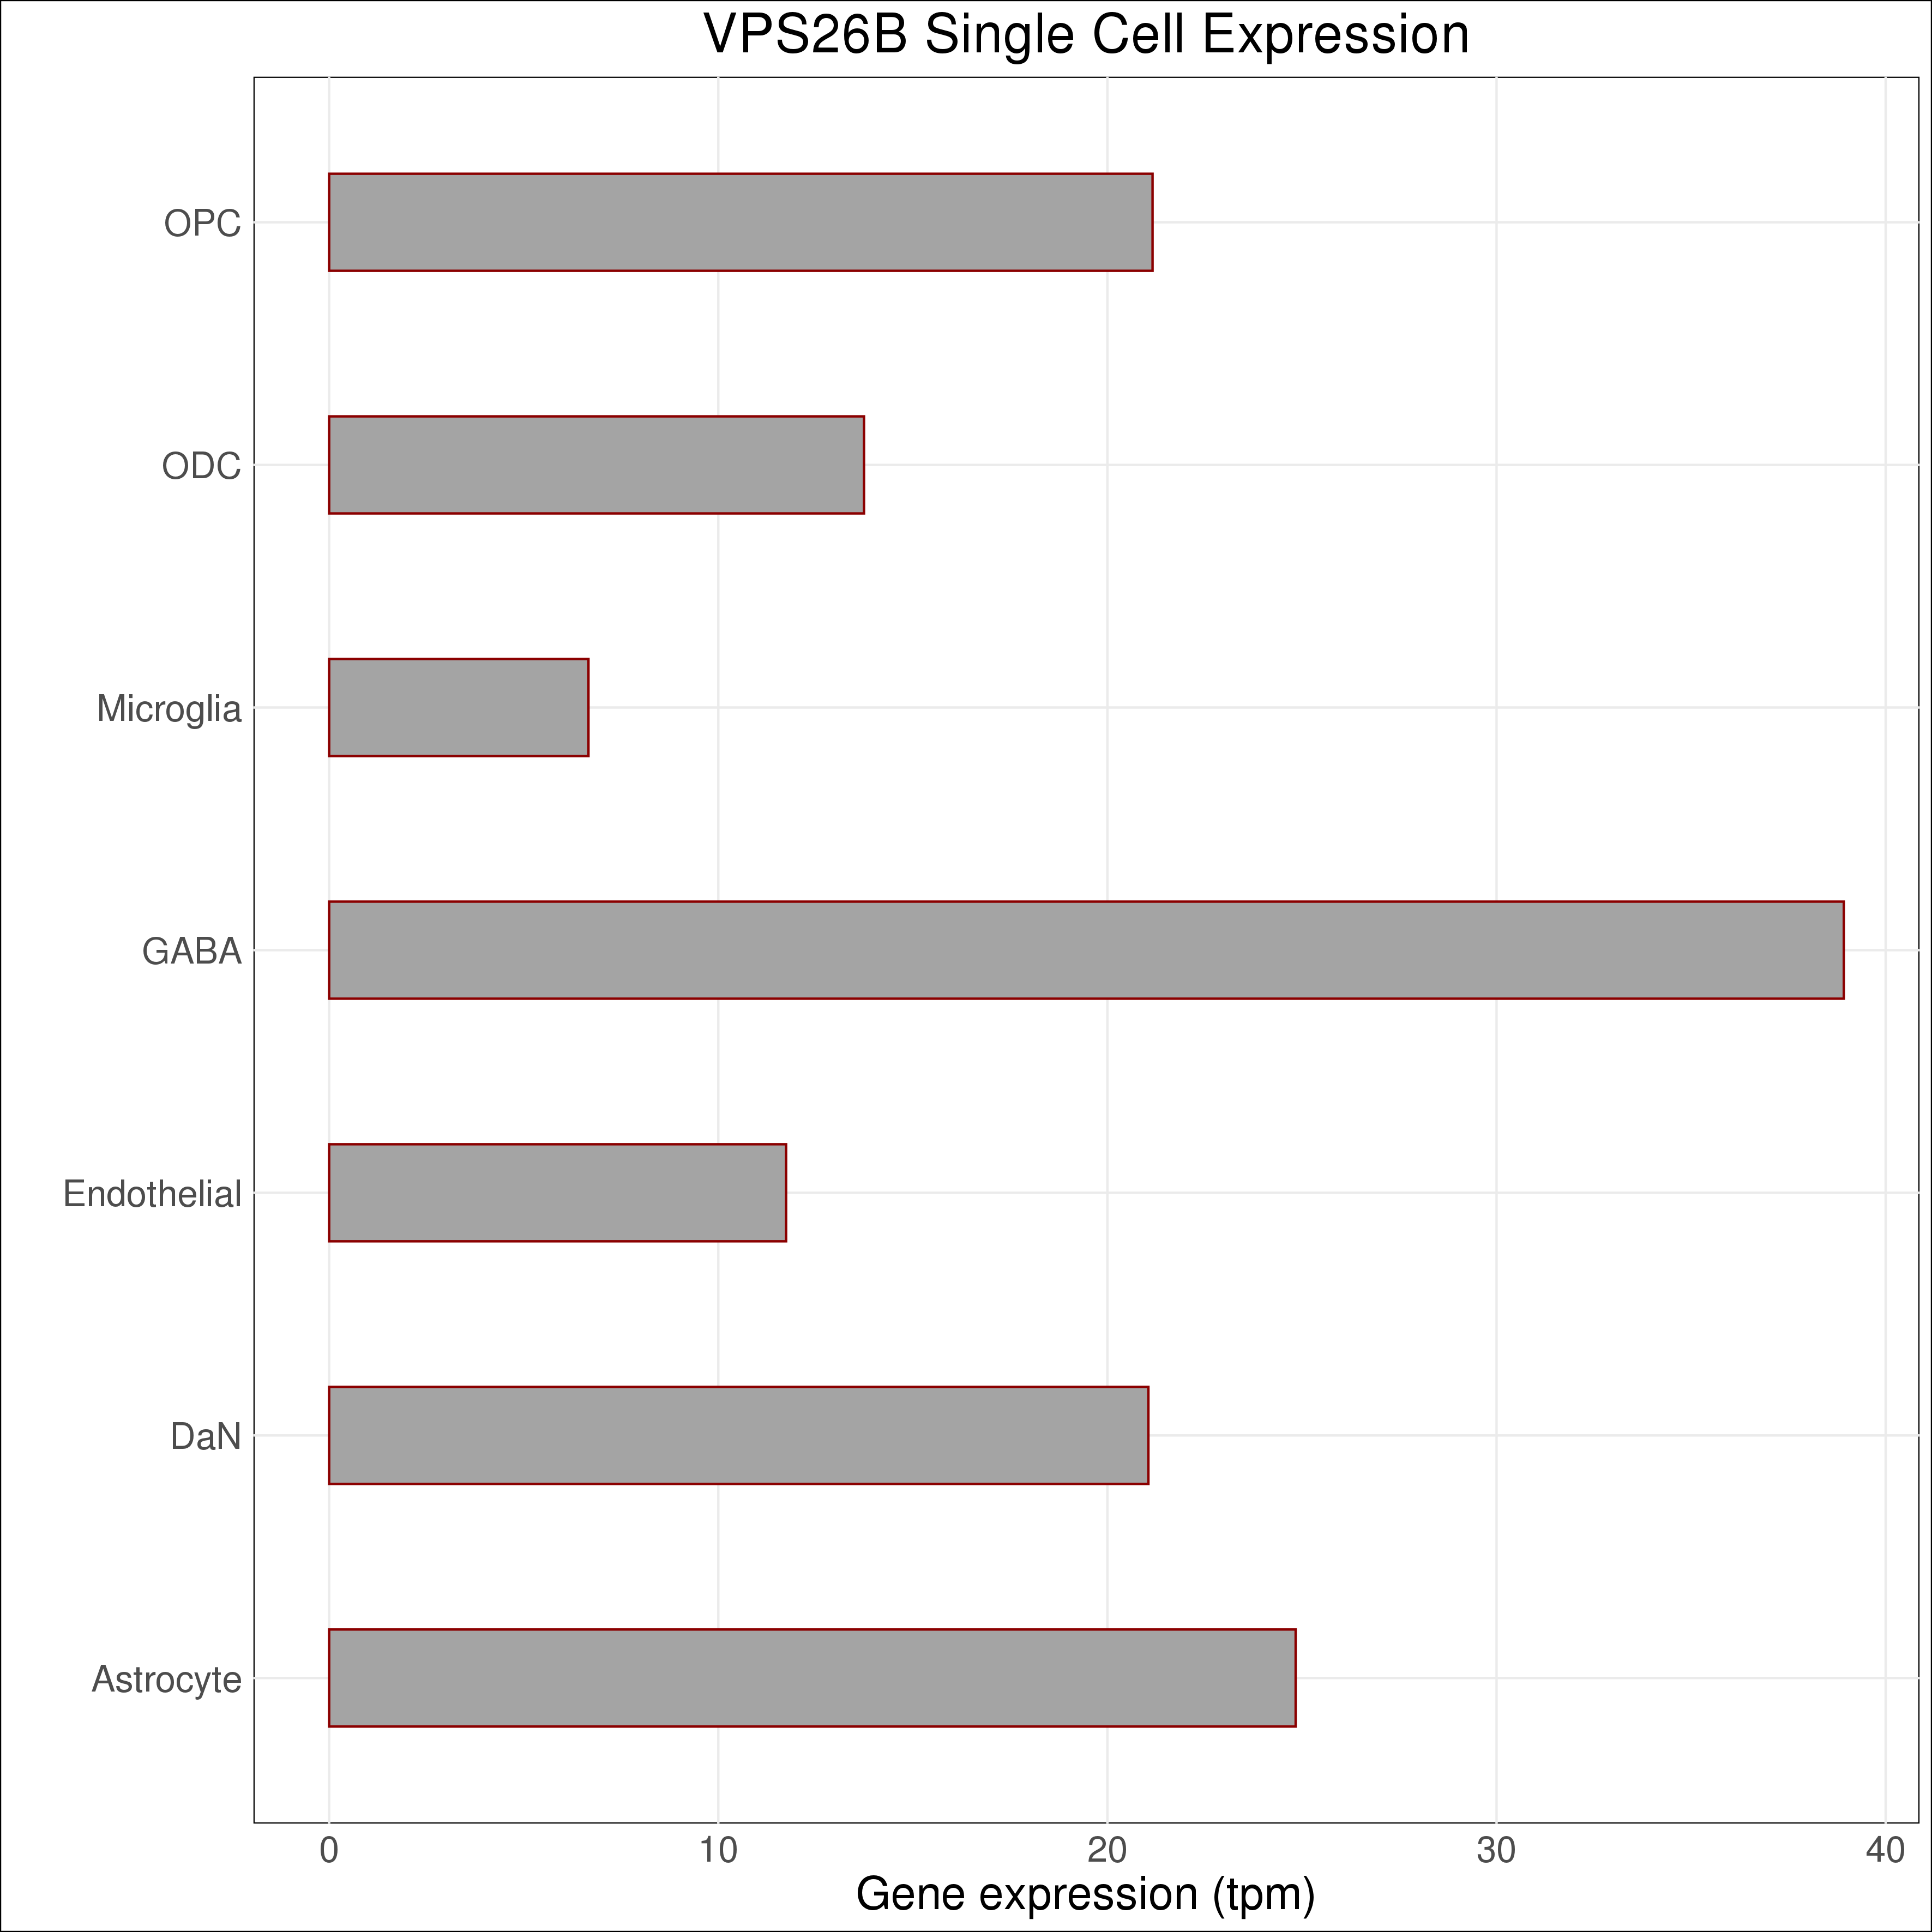 VPS26B Single Cell Expression
OPC
ODC
Microglia
GABA
Endothelial
DaN
Astrocyte
0 10 20 30 40
Gene expression (tpm)